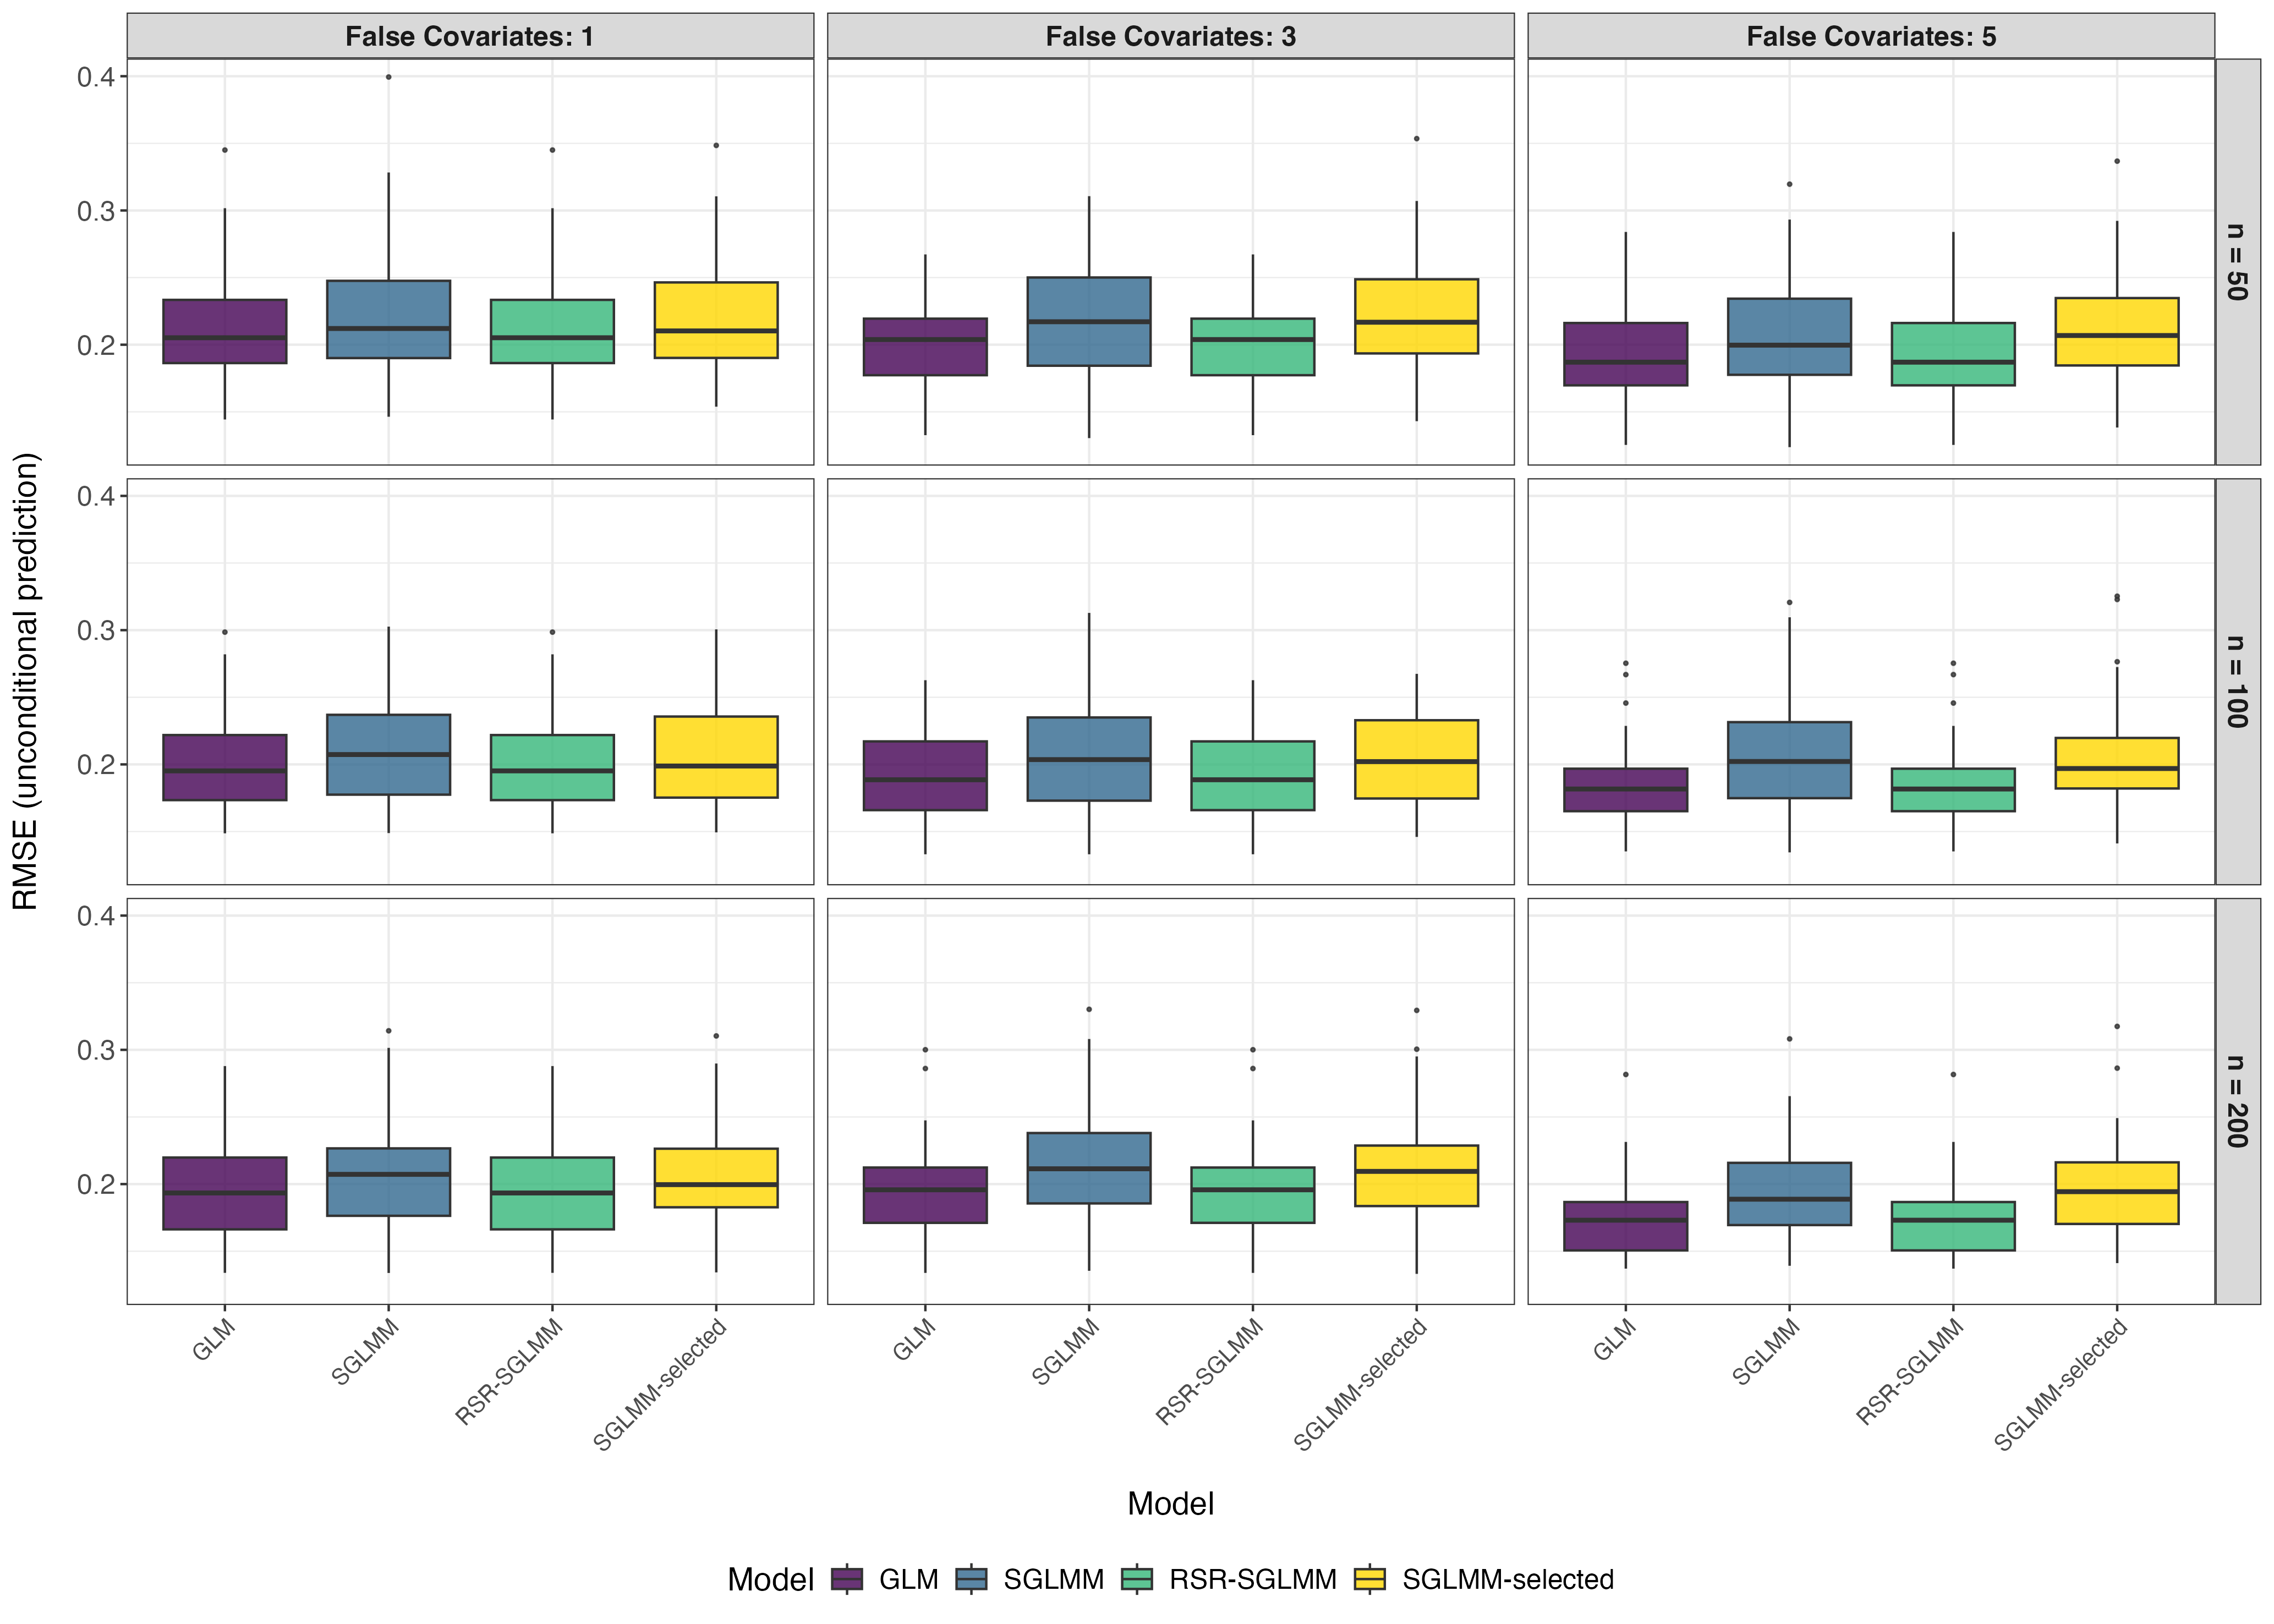 False Covariates: 1
False Covariates: 3
False Covariates: 5
0.4
0.3
0.2
n = 50
0.4
0.3
0.2
n = 100
0.4
0.3
0.2
n = 200
RMSE (unconditional prediction)
GLM
SGLMM
RSR-SGLMM
SGLMM-selected
GLM
SGLMM
RSR-SGLMM
SGLMM-selected
GLM
SGLMM
RSR-SGLMM
SGLMM-selected
Model
Model GLM SGLMM RSR-SGLMM SGLMM-selected